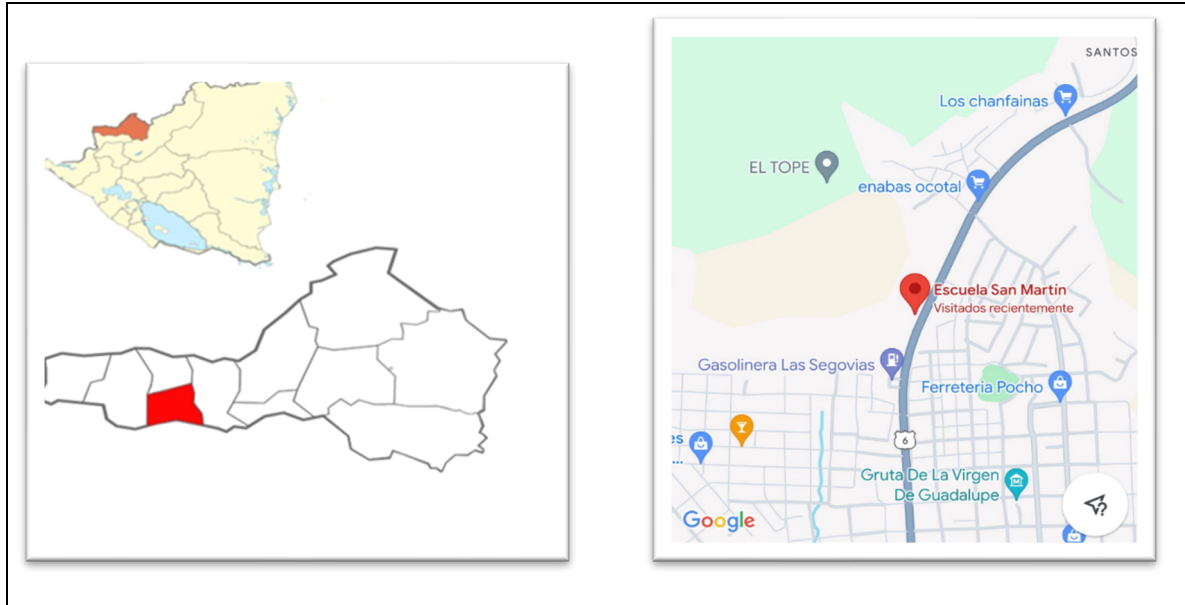 SANTOS
Los chanfainas
EL TOPE
enabas ocotal
Escuela San Martín
Visitados recientemente
Gasolinera Las Segovias
Ferreteria Pocho
6
es
...
Gruta De La Virgen
De Guadalupe
Google